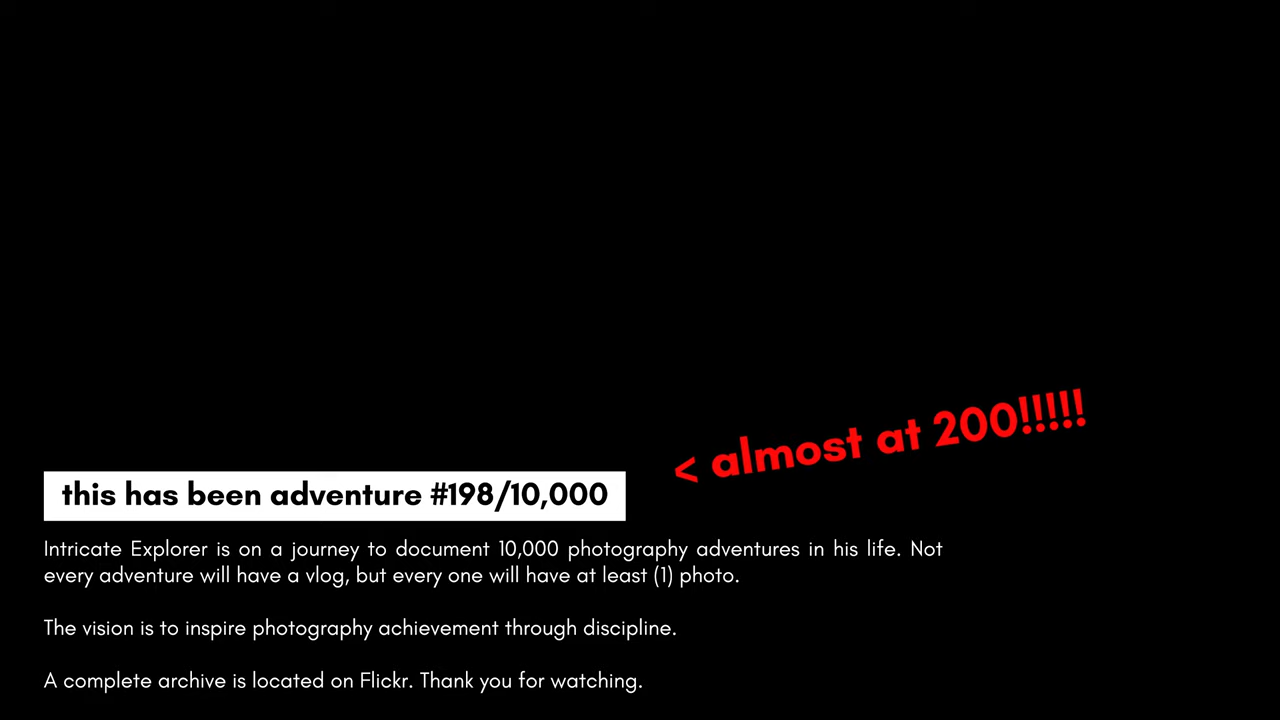 < almost at 200!!!!!
this has been adventure #198/10,000
Intricate Explorer is on a journey to document 10,000 photography adventures in his life. Not
every adventure will have a vlog, but every one will have at least (1) photo.
The vision is to inspire photography achievement through discipline.
A complete archive is located on Flickr. Thank you for watching.